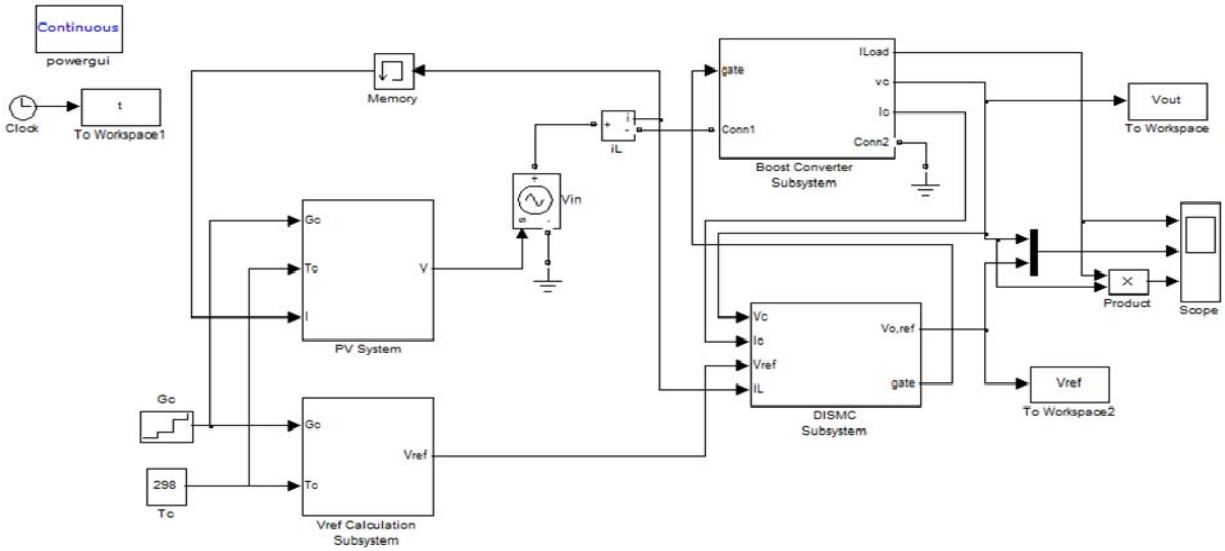 Continuous
powergui
Clock
t
To Workspace1
Memory
i
+
-
iL
gate
Conn1
ILoad
vc
Ic
Conn2
Boost Converter
Subsystem
Vout
To Workspace
+
s
-
Vin
Gc
Tc
I
V
PV System
Vc
Ic
Vref
IL
Vo,ref
gate
DISMC
Subsystem
×
Product
Scope
Vref
To Workspace2
Gc
298
Tc
Gc
Tc
Vref
Vref Calculation
Subsystem